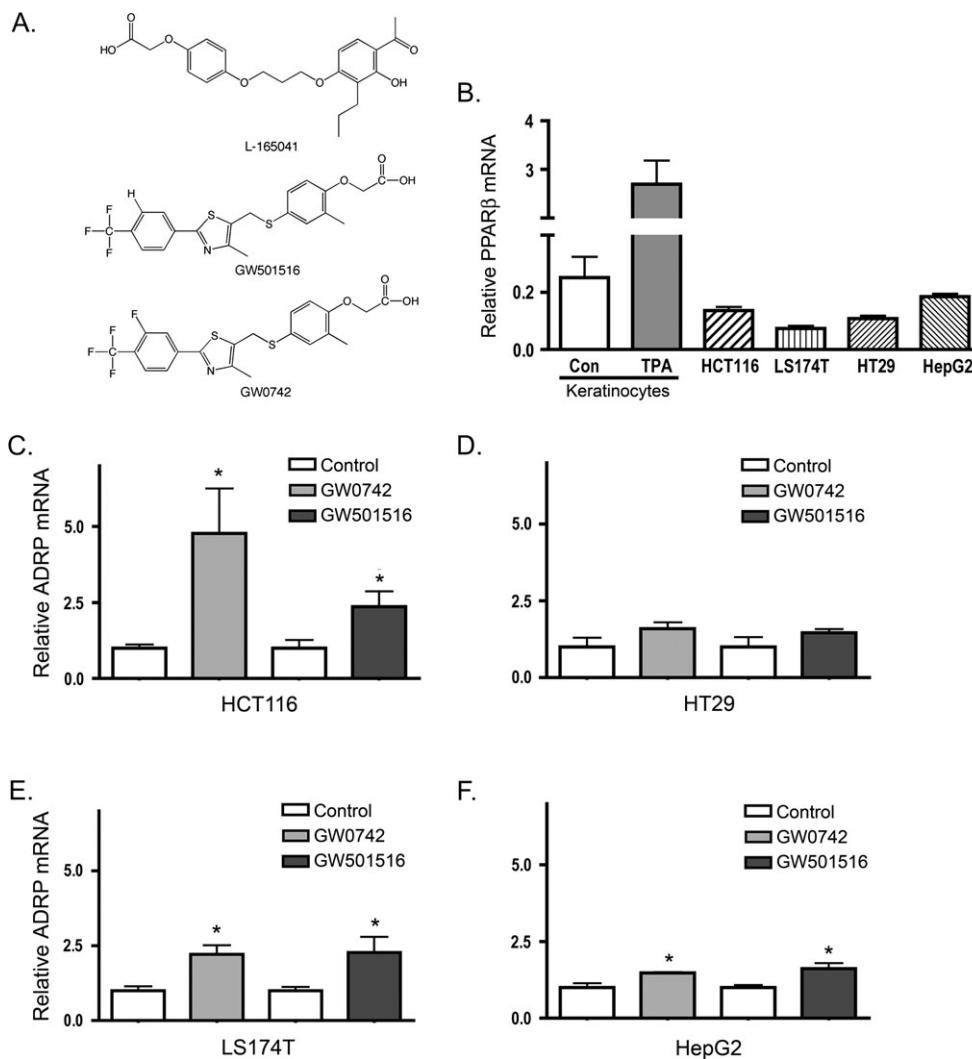 A.
O
HO
O
O
O
O
OH
L-165041
H
F
F
F
S
N
S
O
O
OH
GW501516
F
F
F
F
S
N
S
O
O
OH
GW0742
B.
Relative PPARβ mRNA
4
3
0.2
0.0
Con TPA HCT116 LS174T HT29 HepG2
Keratinocytes
C.
Relative ADRP mRNA
5.0
2.5
0.0
* *
Control
GW0742
GW501516
HCT116
D.
5.0
2.5
0.0
Control
GW0742
GW501516
HT29
E.
Relative ADRP mRNA
5.0
2.5
0.0
* *
Control
GW0742
GW501516
LS174T
F.
5.0
2.5
0.0
* *
Control
GW0742
GW501516
HepG2